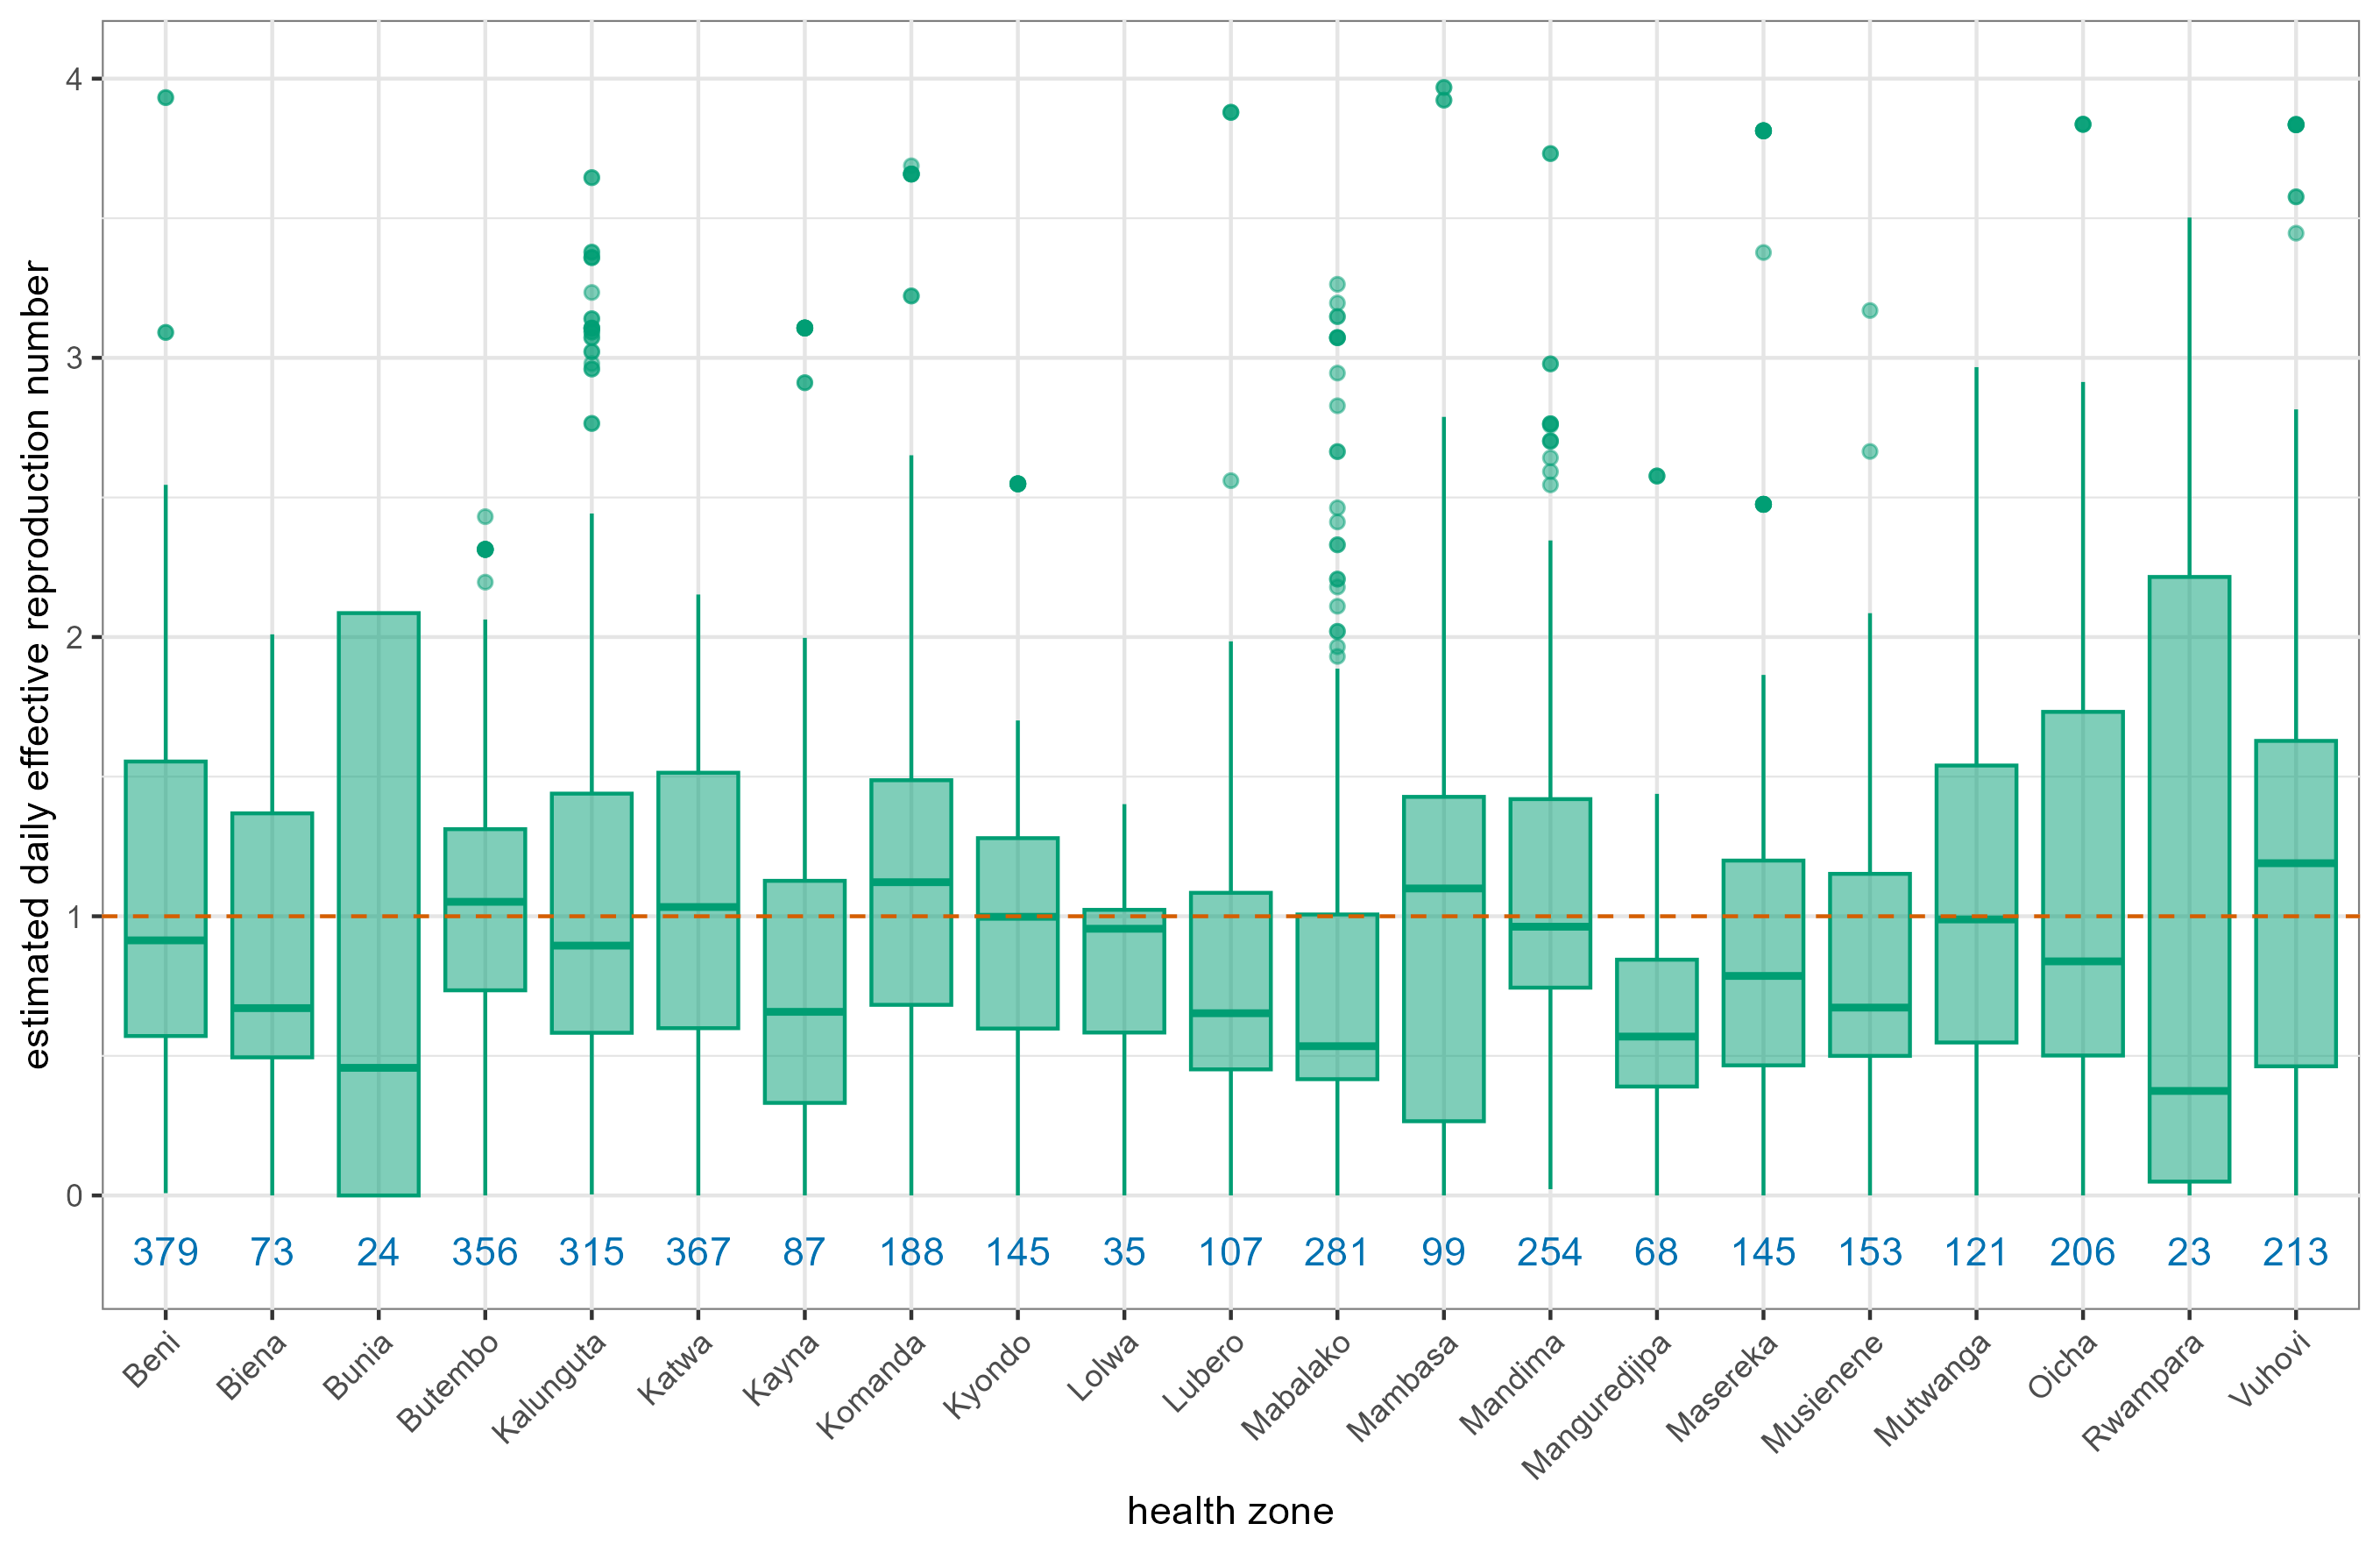 estimated daily effective reproduction number
4
3
2
1
0
379 73 24 356 315 367 87 188 145 35 107 281 99 254 68 145 153 121 206 23 213
Beni Biena Bunia Butembo Kalunguta Katwa Kayna Komanda Kyondo Lolwa Lubero Mabalako Mambasa Mandima Manguredjipa Masereka Musienene Mutwanga Oicha Rwampara Vuhovi
health zone